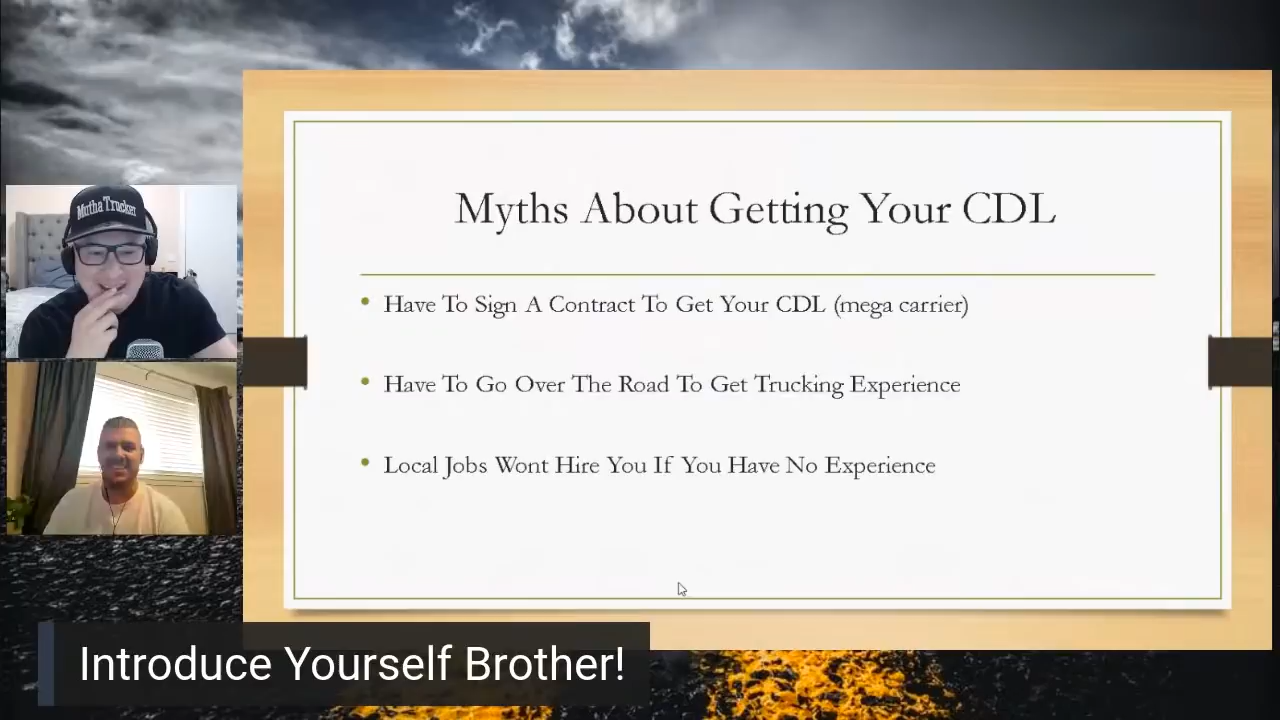 Mutha Trucker
Myths About Getting Your CDL
Have To Sign A Contract To Get Your CDL (mega carrier)
Have To Go Over The Road To Get Trucking Experience
Local Jobs Wont Hire You If You Have No Experience
Introduce Yourself Brother!